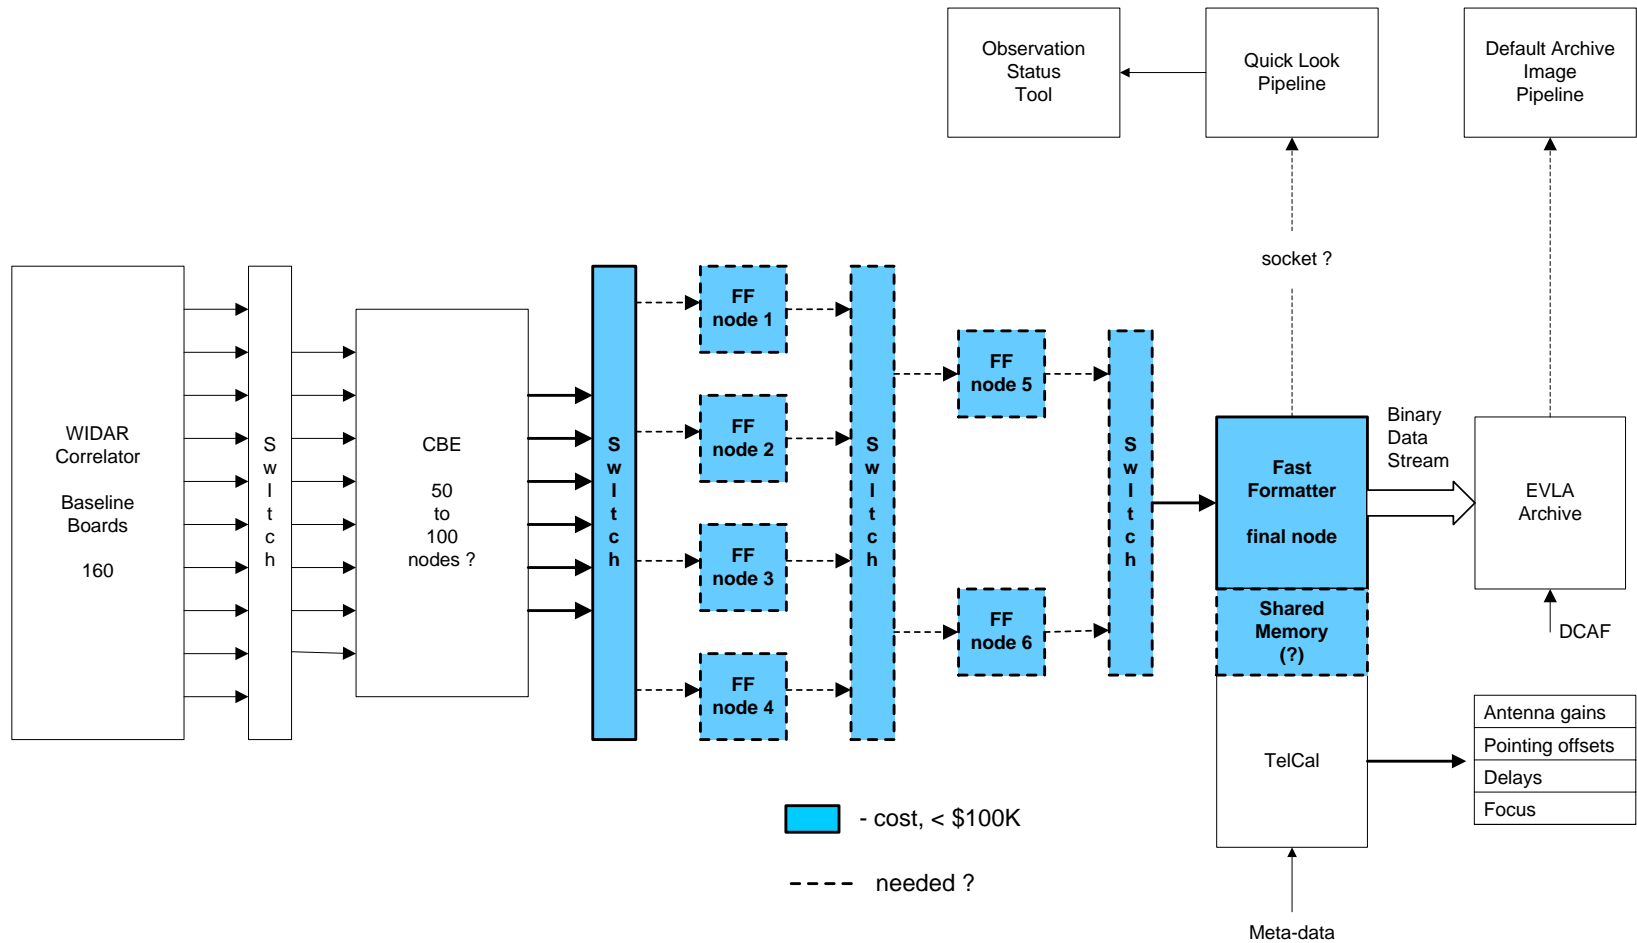 Observation
Status
Tool
Quick Look
Pipeline
Default Archive
Image
Pipeline
socket ?
WIDAR
Correlator
Baseline
Boards
160
S
w
I
t
c
h
CBE
50
to
100
nodes ?
S
w
I
t
c
h
FF
node 1
FF
node 2
FF
node 3
FF
node 4
S
w
I
t
c
h
FF
node 5
FF
node 6
S
w
I
t
c
h
Fast
Formatter
final node
Shared
Memory
(?)
TelCal
Meta-data
Binary
Data
Stream
EVLA
Archive
DCAF
Antenna gains
Pointing offsets
Delays
Focus
- cost, < $100K
needed ?